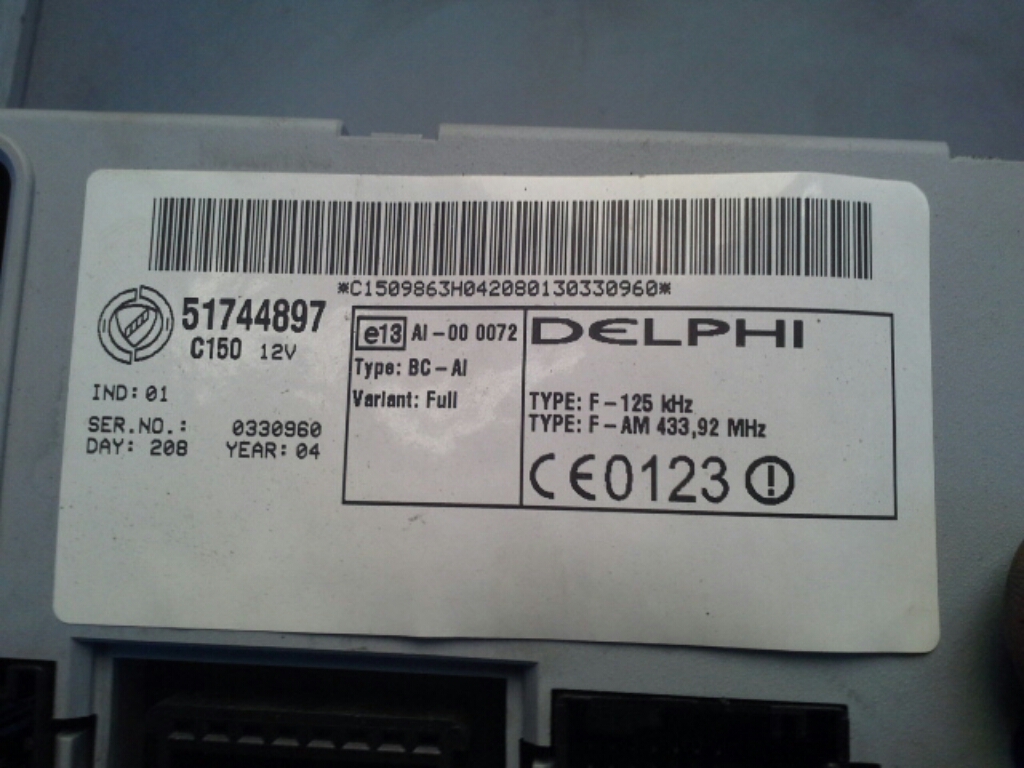 *C1509863H042080130330960*
51744897
C150 12V
IND: 01
SER.NO.: 0330960
DAY: 208 YEAR: 04
e13 AI-00 0072
Type: BC-AI
Variant: Full
DELPHI
TYPE: F-125 kHz
TYPE: F-AM 433,92 MHz
CE0123